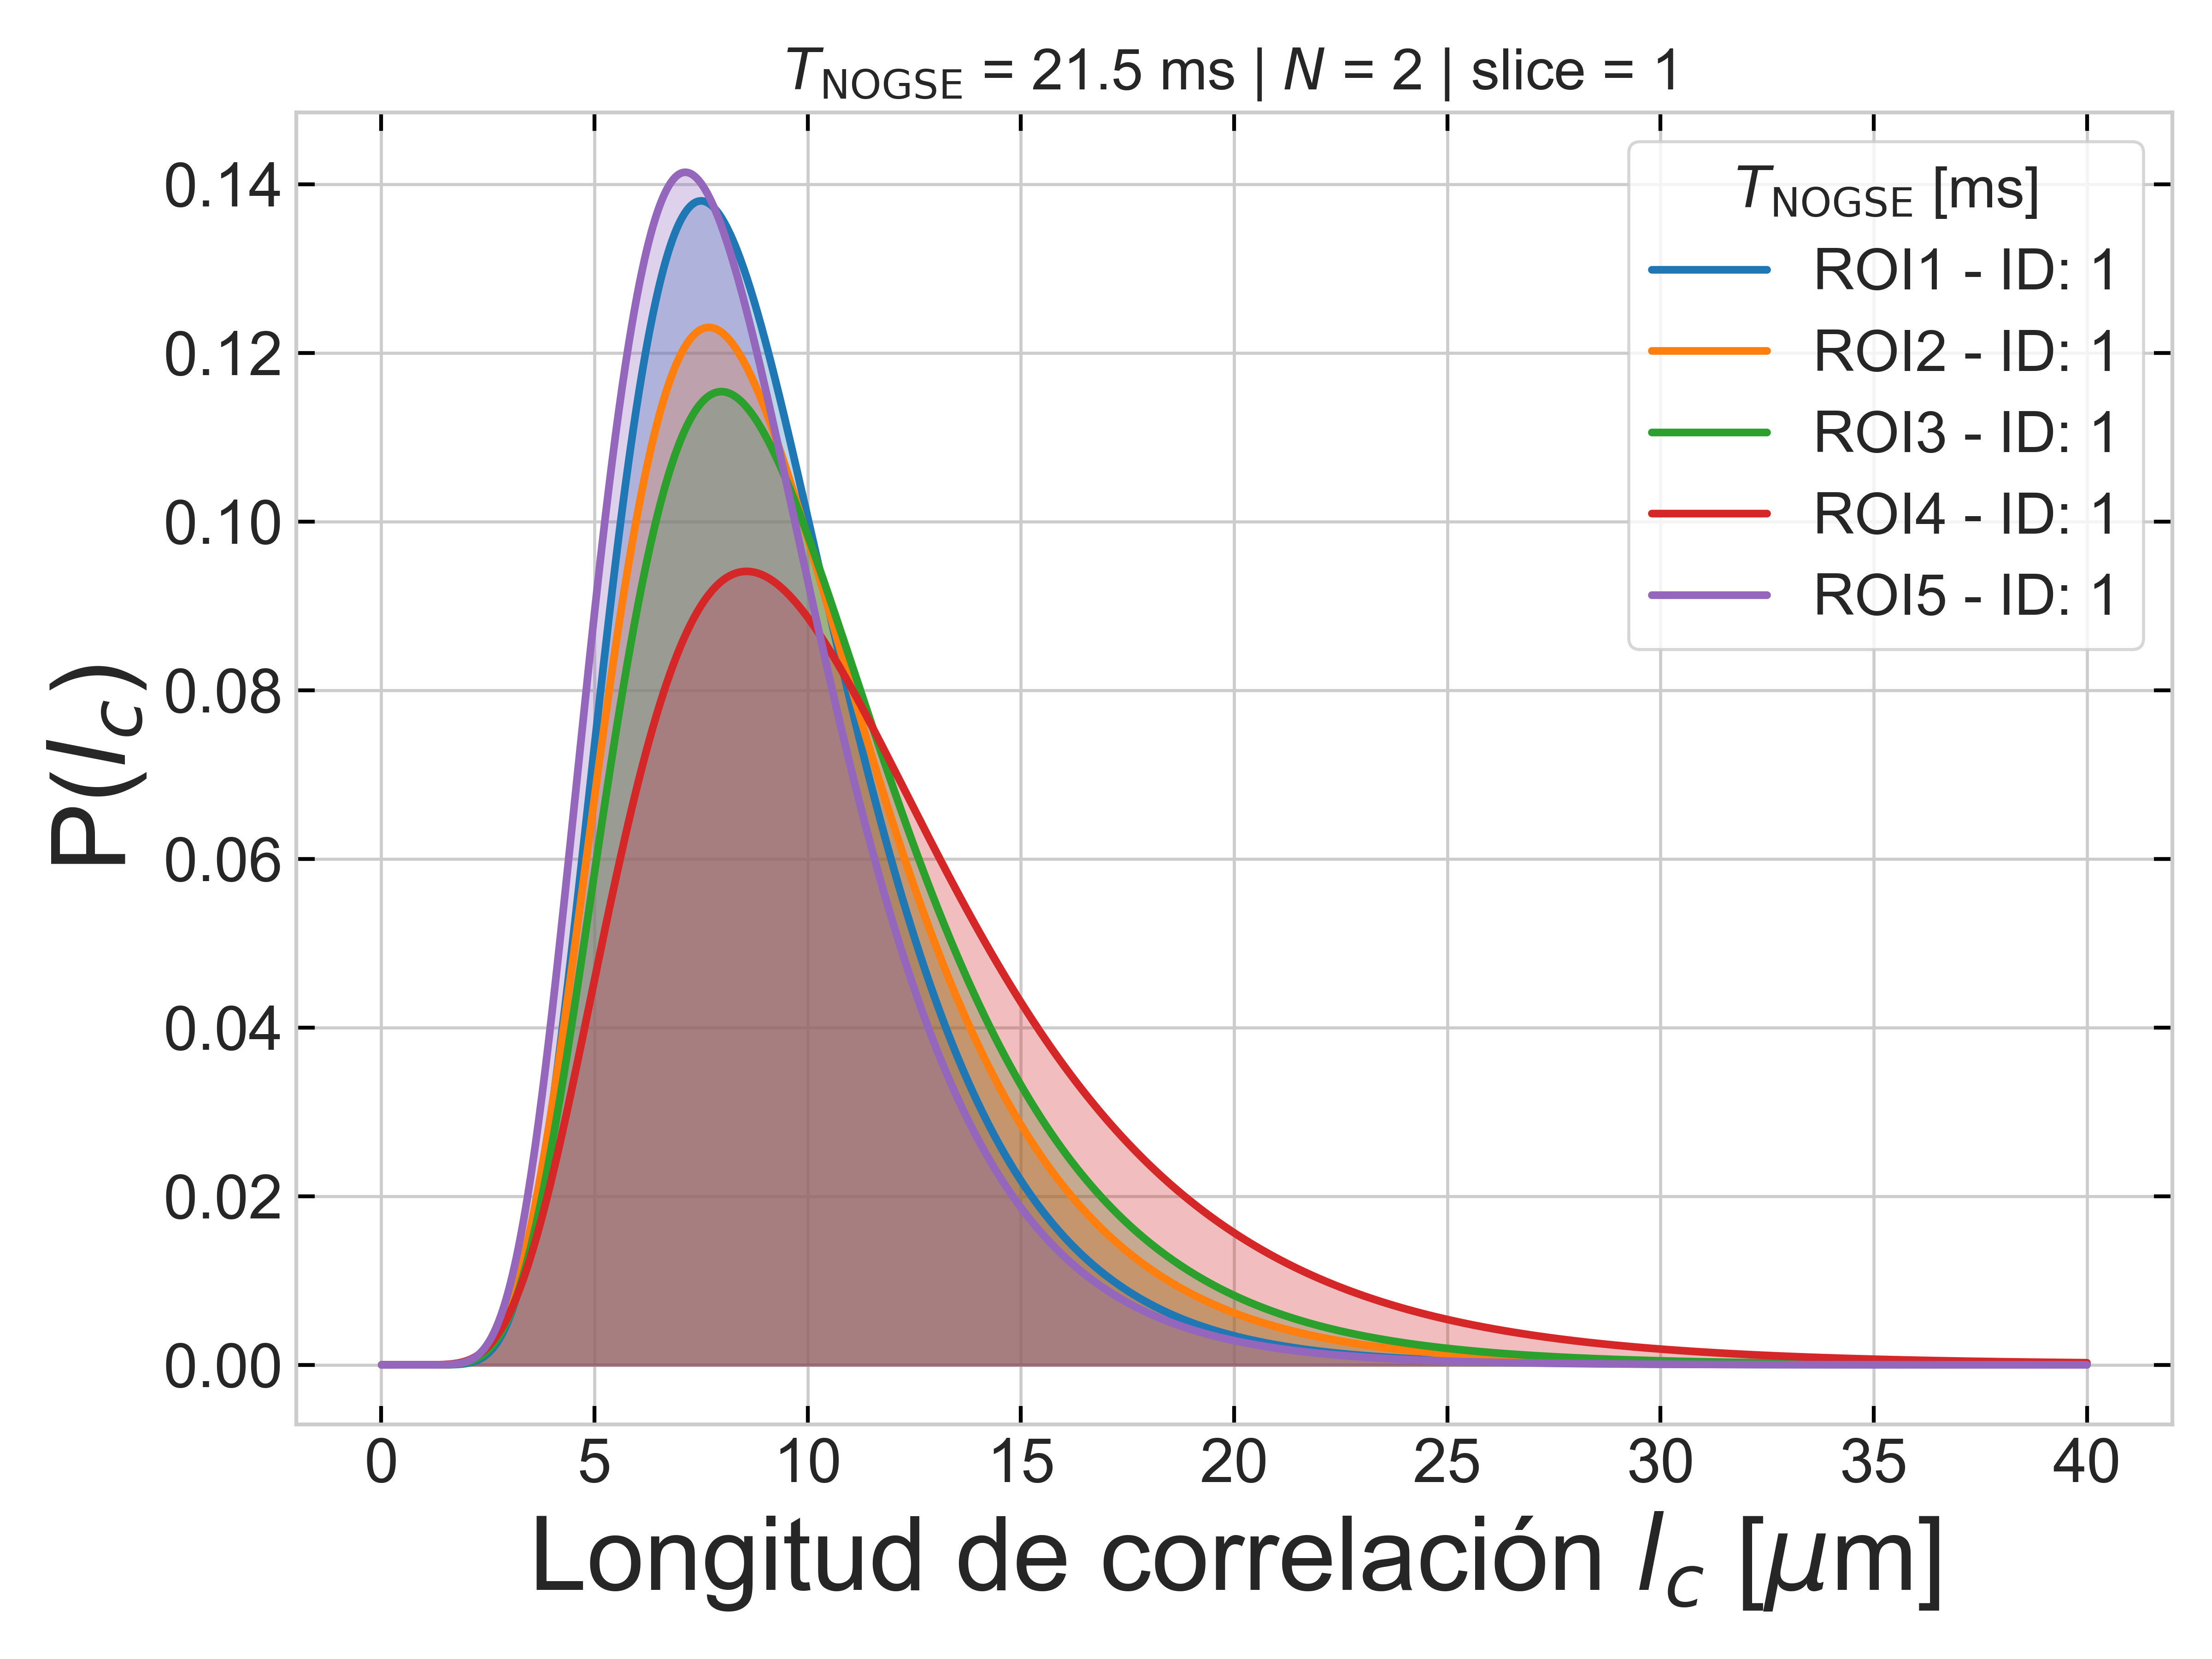 T_NOGSE = 21.5 ms | N = 2 | slice = 1
P(l_c)
0.14
0.12
0.10
0.08
0.06
0.04
0.02
0.00
T_NOGSE [ms]
ROI1 - ID: 1
ROI2 - ID: 1
ROI3 - ID: 1
ROI4 - ID: 1
ROI5 - ID: 1
0 5 10 15 20 25 30 35 40
Longitud de correlación l_c [μm]